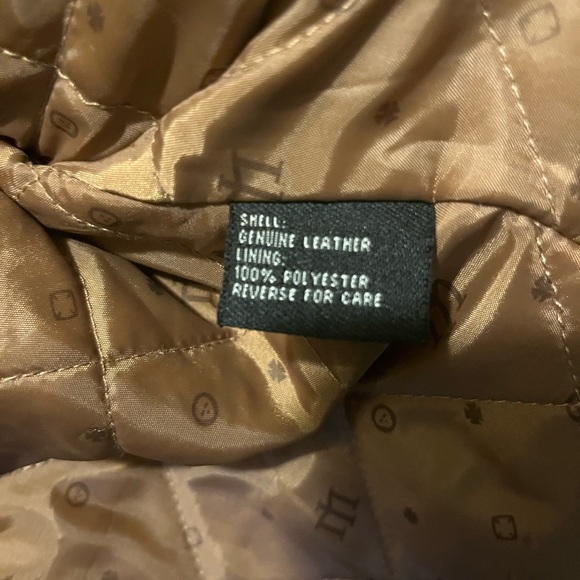 SHELL:
GENUINE LEATHER
LINING:
100% POLYESTER
REVERSE FOR CARE